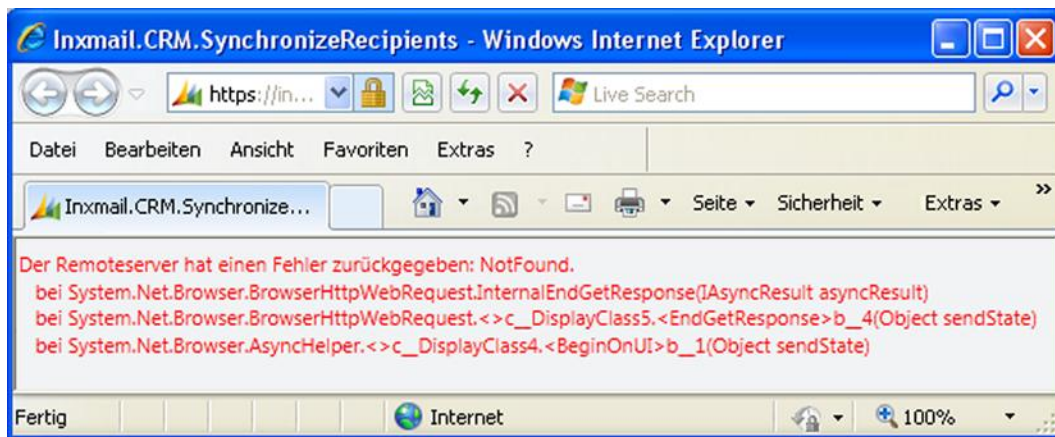 Inxmail.CRM.SynchronizeRecipients - Windows Internet Explorer
https://in...
Live Search
Datei Bearbeiten Ansicht Favoriten Extras ?
Inxmail.CRM.Synchronize...
Seite Sicherheit Extras »
Der Remoteserver hat einen Fehler zurückgegeben: NotFound.
bei System.Net.Browser.BrowserHttpWebRequest.InternalEndGetResponse(IAsyncResult asyncResult)
bei System.Net.Browser.BrowserHttpWebRequest.<>c__DisplayClass5.<EndGetResponse>b__4(Object sendState)
bei System.Net.Browser.AsyncHelper.<>c__DisplayClass4.<BeginOnUI>b__1(Object sendState)
Fertig Internet 100%